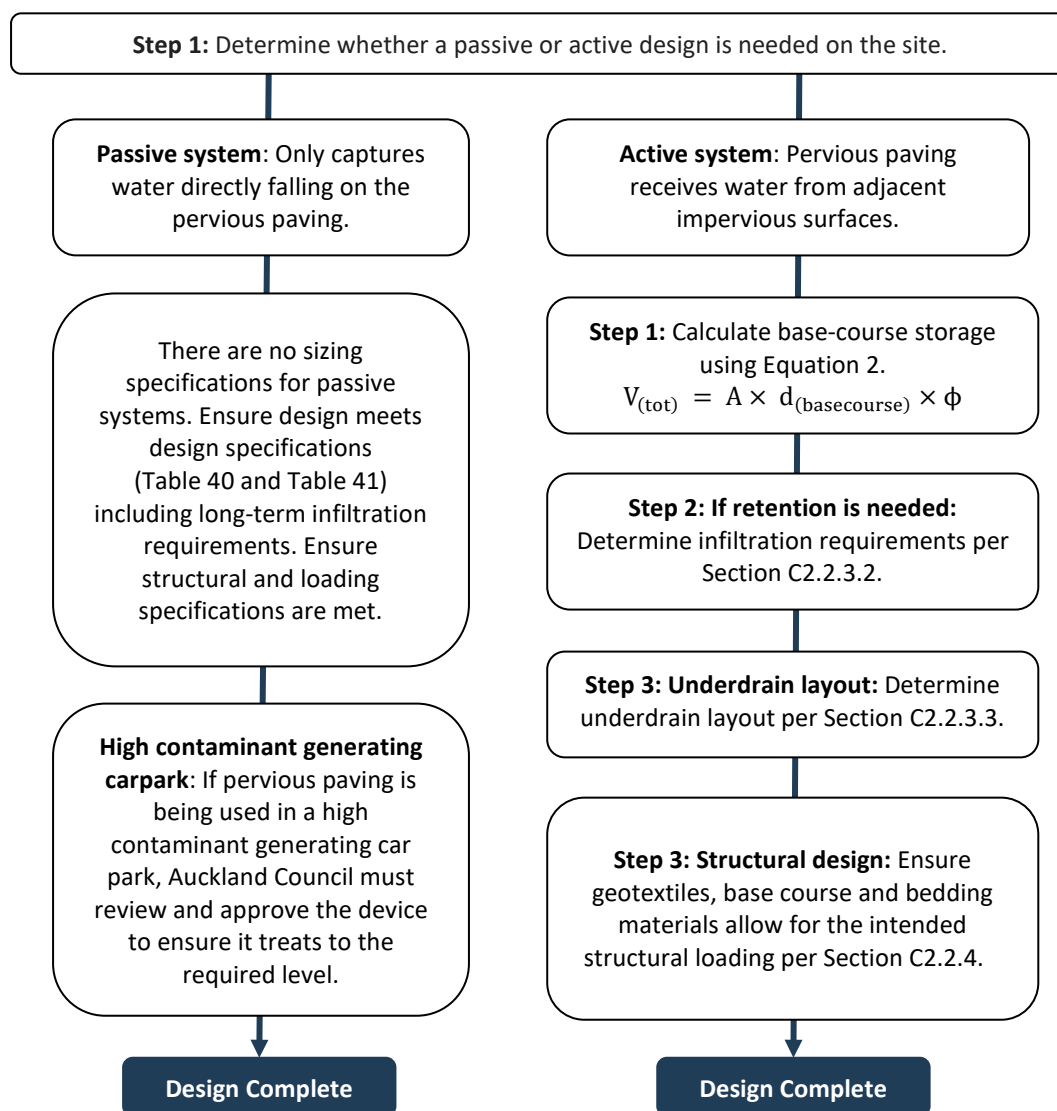 Step 1: Determine whether a passive or active design is needed on the site.
Passive system: Only captures
water directly falling on the
pervious paving.
There are no sizing
specifications for passive
systems. Ensure design meets
design specifications
(Table 40 and Table 41)
including long-term infiltration
requirements. Ensure
structural and loading
specifications are met.
High contaminant generating
carpark: If pervious paving is
being used in a high
contaminant generating car
park, Auckland Council must
review and approve the device
to ensure it treats to the
required level.
Design Complete
Active system: Pervious paving
receives water from adjacent
impervious surfaces.
Step 1: Calculate base-course storage
using Equation 2.
V(tot) = A × d(basecourse) × ϕ
Step 2: If retention is needed:
Determine infiltration requirements per
Section C2.2.3.2.
Step 3: Underdrain layout: Determine
underdrain layout per Section C2.2.3.3.
Step 3: Structural design: Ensure
geotextiles, base course and bedding
materials allow for the intended
structural loading per Section C2.2.4.
Design Complete